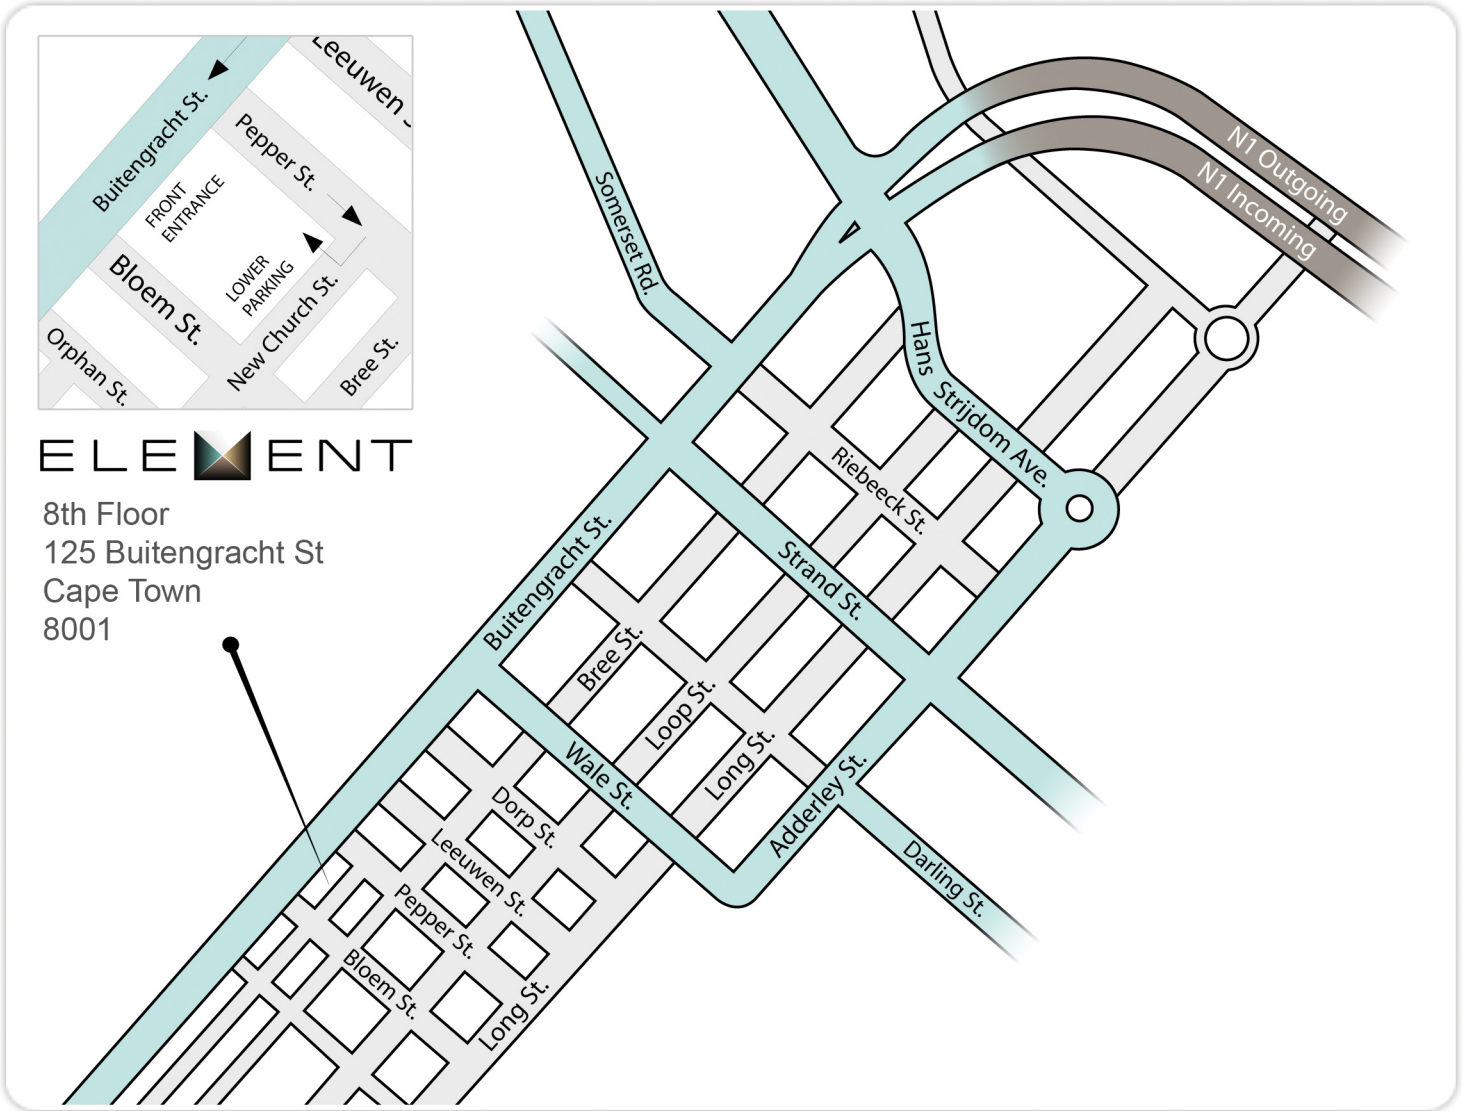 Leeuwen S
Buitengracht St.
Pepper St.
FRONT
ENTRANCE
LOWER
PARKING
Bloem St.
New Church St.
Orphan St.
Bree St.
ELEMENT
8th Floor
125 Buitengracht St
Cape Town
8001
N1 Outgoing
N1 Incoming
Somerset Rd.
Hans Strijdom Ave.
Riebeeck St.
Strand St.
Buitengracht St.
Bree St.
Loop St.
Long St.
Wale St.
Adderley St.
Darling St.
Dorp St.
Leeuwen St.
Pepper St.
Bloem St.
Long St.